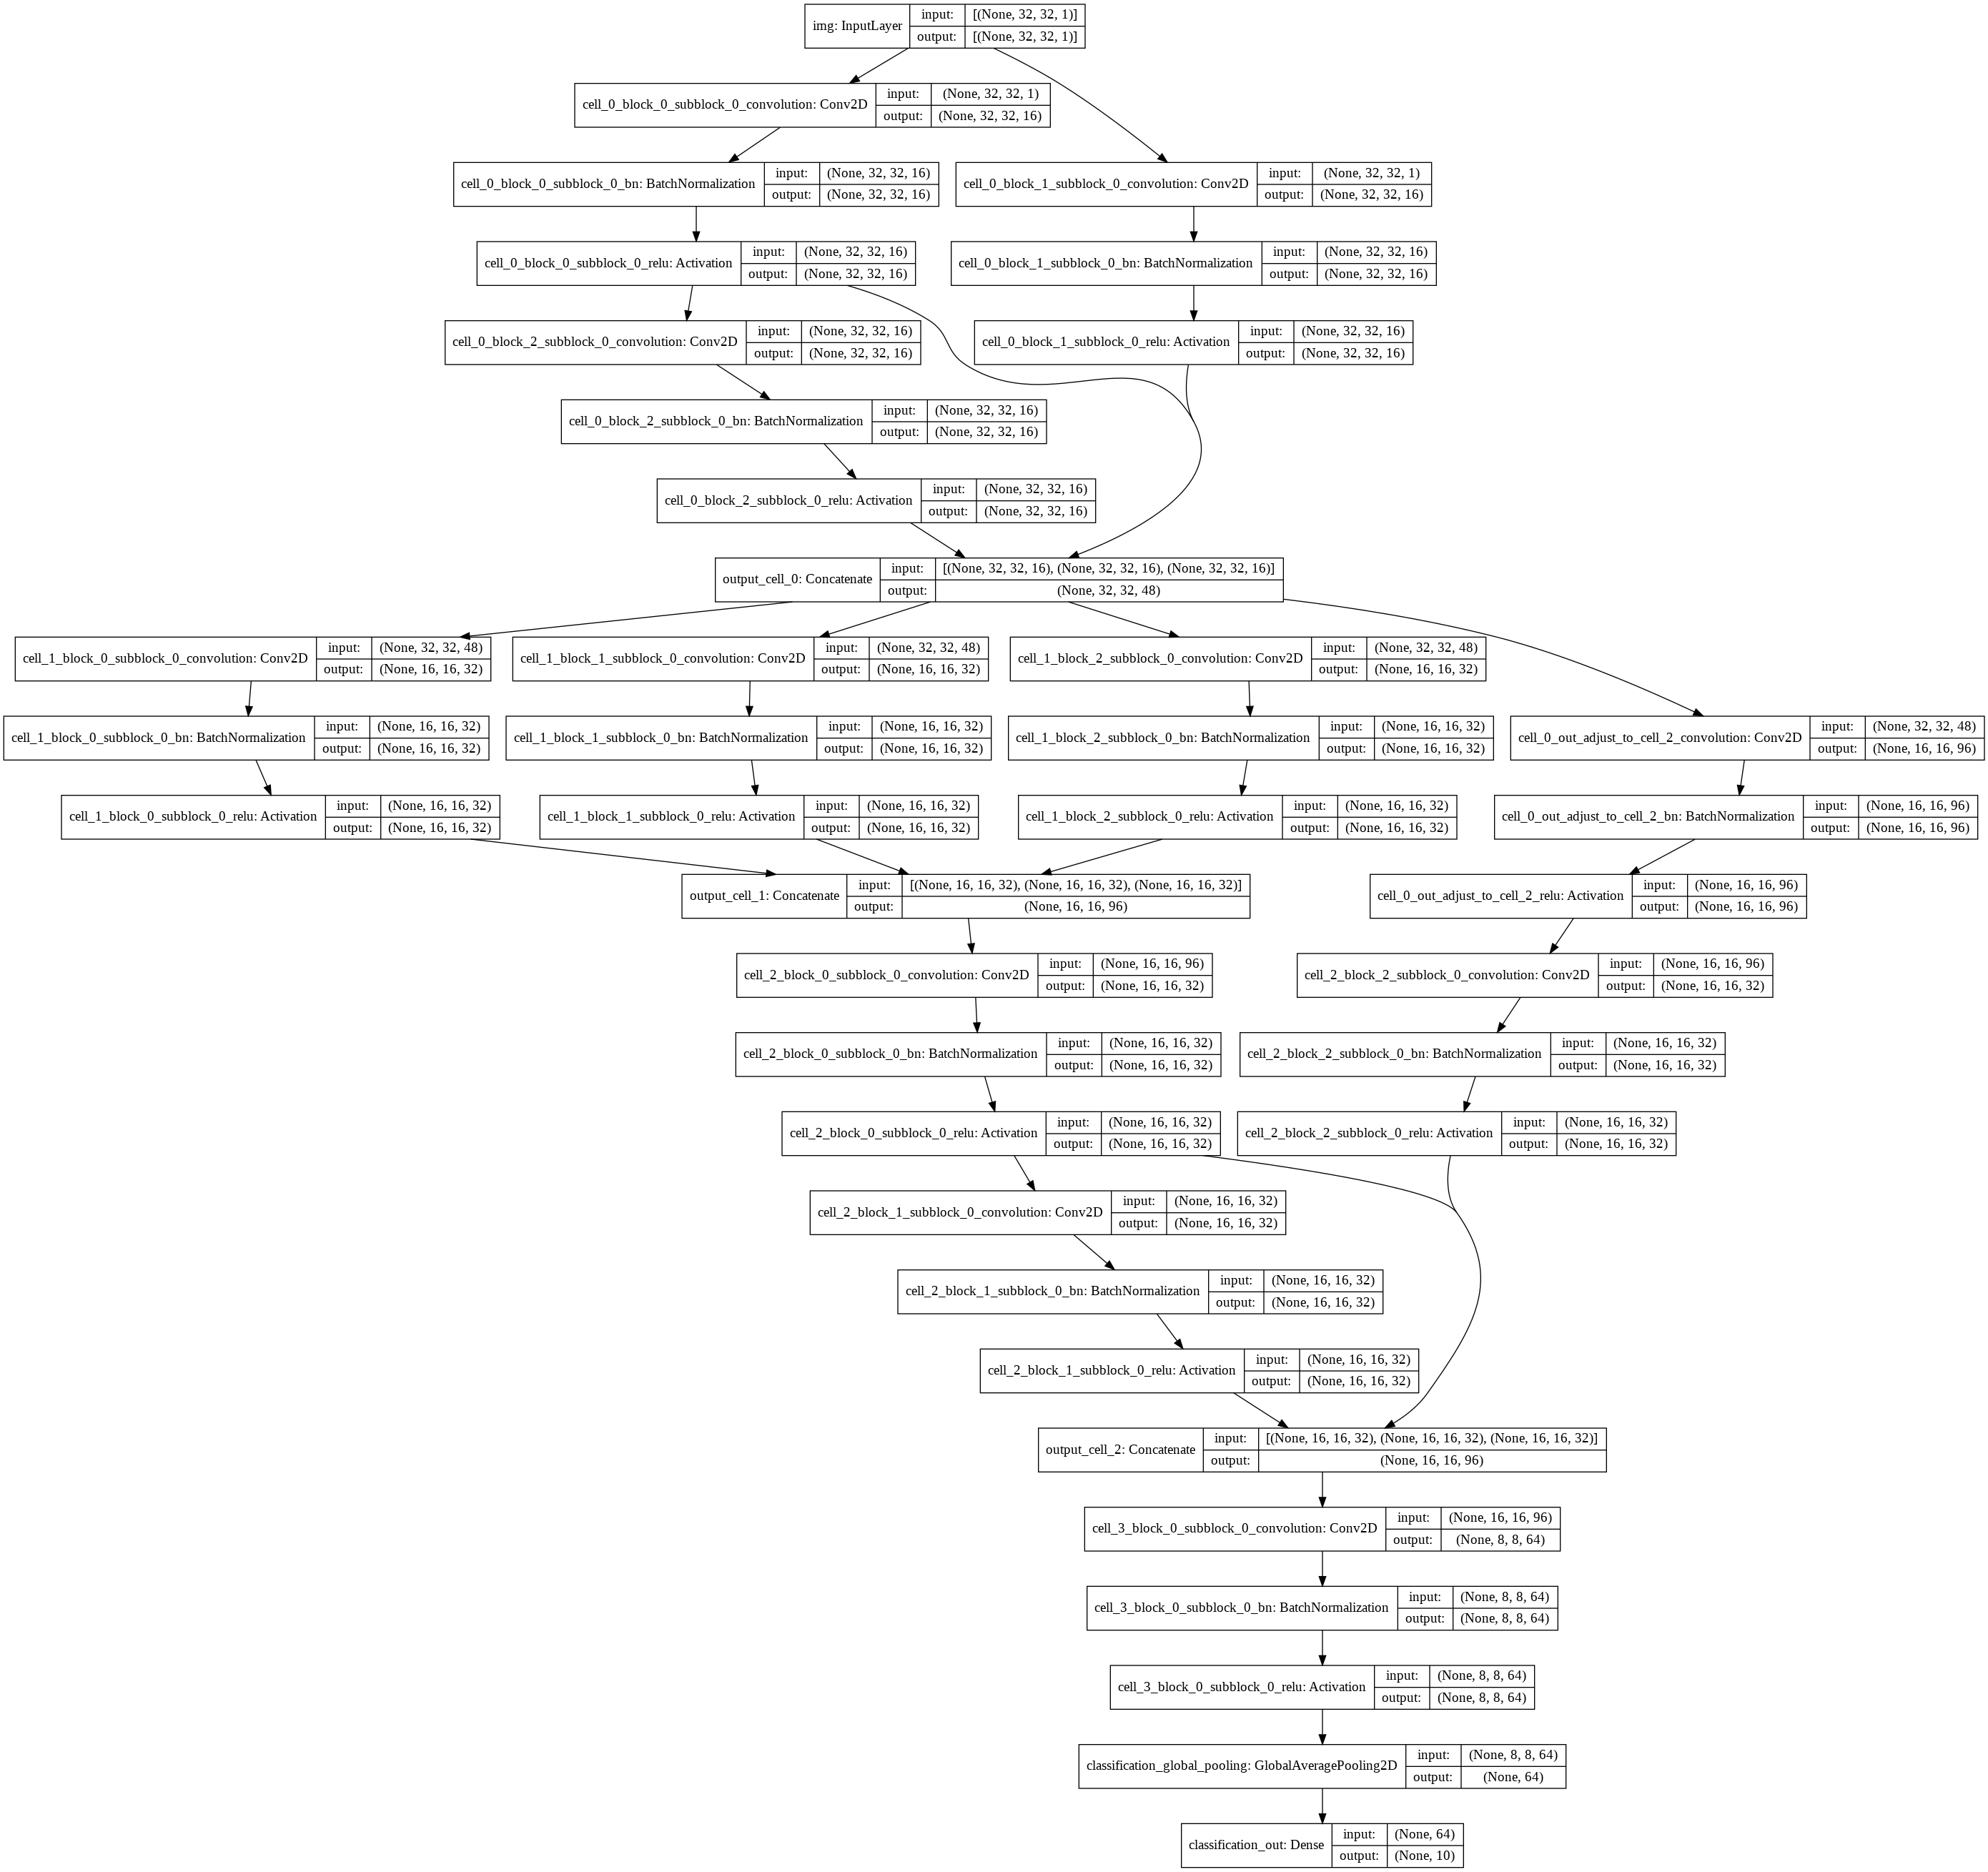 img: InputLayer
input:
[(None, 32, 32, 1)]
output:
[(None, 32, 32, 1)]
cell_0_block_0_subblock_0_convolution: Conv2D
input:
(None, 32, 32, 1)
output:
(None, 32, 32, 16)
cell_0_block_0_subblock_0_bn: BatchNormalization
input:
(None, 32, 32, 16)
output:
(None, 32, 32, 16)
cell_0_block_1_subblock_0_convolution: Conv2D
input:
(None, 32, 32, 1)
output:
(None, 32, 32, 16)
cell_0_block_0_subblock_0_relu: Activation
input:
(None, 32, 32, 16)
output:
(None, 32, 32, 16)
cell_0_block_1_subblock_0_bn: BatchNormalization
input:
(None, 32, 32, 16)
output:
(None, 32, 32, 16)
cell_0_block_2_subblock_0_convolution: Conv2D
input:
(None, 32, 32, 16)
output:
(None, 32, 32, 16)
cell_0_block_1_subblock_0_relu: Activation
input:
(None, 32, 32, 16)
output:
(None, 32, 32, 16)
cell_0_block_2_subblock_0_bn: BatchNormalization
input:
(None, 32, 32, 16)
output:
(None, 32, 32, 16)
cell_0_block_2_subblock_0_relu: Activation
input:
(None, 32, 32, 16)
output:
(None, 32, 32, 16)
output_cell_0: Concatenate
input:
[(None, 32, 32, 16), (None, 32, 32, 16), (None, 32, 32, 16)]
output:
(None, 32, 32, 48)
cell_1_block_0_subblock_0_convolution: Conv2D
input:
(None, 32, 32, 48)
output:
(None, 16, 16, 32)
cell_1_block_1_subblock_0_convolution: Conv2D
input:
(None, 32, 32, 48)
output:
(None, 16, 16, 32)
cell_1_block_2_subblock_0_convolution: Conv2D
input:
(None, 32, 32, 48)
output:
(None, 16, 16, 32)
cell_1_block_0_subblock_0_bn: BatchNormalization
input:
(None, 16, 16, 32)
output:
(None, 16, 16, 32)
cell_1_block_1_subblock_0_bn: BatchNormalization
input:
(None, 16, 16, 32)
output:
(None, 16, 16, 32)
cell_1_block_2_subblock_0_bn: BatchNormalization
input:
(None, 16, 16, 32)
output:
(None, 16, 16, 32)
cell_0_out_adjust_to_cell_2_convolution: Conv2D
input:
(None, 32, 32, 48)
output:
(None, 16, 16, 96)
cell_1_block_0_subblock_0_relu: Activation
input:
(None, 16, 16, 32)
output:
(None, 16, 16, 32)
cell_1_block_1_subblock_0_relu: Activation
input:
(None, 16, 16, 32)
output:
(None, 16, 16, 32)
cell_1_block_2_subblock_0_relu: Activation
input:
(None, 16, 16, 32)
output:
(None, 16, 16, 32)
cell_0_out_adjust_to_cell_2_bn: BatchNormalization
input:
(None, 16, 16, 96)
output:
(None, 16, 16, 96)
output_cell_1: Concatenate
input:
[(None, 16, 16, 32), (None, 16, 16, 32), (None, 16, 16, 32)]
output:
(None, 16, 16, 96)
cell_0_out_adjust_to_cell_2_relu: Activation
input:
(None, 16, 16, 96)
output:
(None, 16, 16, 96)
cell_2_block_0_subblock_0_convolution: Conv2D
input:
(None, 16, 16, 96)
output:
(None, 16, 16, 32)
cell_2_block_2_subblock_0_convolution: Conv2D
input:
(None, 16, 16, 96)
output:
(None, 16, 16, 32)
cell_2_block_0_subblock_0_bn: BatchNormalization
input:
(None, 16, 16, 32)
output:
(None, 16, 16, 32)
cell_2_block_2_subblock_0_bn: BatchNormalization
input:
(None, 16, 16, 32)
output:
(None, 16, 16, 32)
cell_2_block_0_subblock_0_relu: Activation
input:
(None, 16, 16, 32)
output:
(None, 16, 16, 32)
cell_2_block_2_subblock_0_relu: Activation
input:
(None, 16, 16, 32)
output:
(None, 16, 16, 32)
cell_2_block_1_subblock_0_convolution: Conv2D
input:
(None, 16, 16, 32)
output:
(None, 16, 16, 32)
cell_2_block_1_subblock_0_bn: BatchNormalization
input:
(None, 16, 16, 32)
output:
(None, 16, 16, 32)
cell_2_block_1_subblock_0_relu: Activation
input:
(None, 16, 16, 32)
output:
(None, 16, 16, 32)
output_cell_2: Concatenate
input:
[(None, 16, 16, 32), (None, 16, 16, 32), (None, 16, 16, 32)]
output:
(None, 16, 16, 96)
cell_3_block_0_subblock_0_convolution: Conv2D
input:
(None, 16, 16, 96)
output:
(None, 8, 8, 64)
cell_3_block_0_subblock_0_bn: BatchNormalization
input:
(None, 8, 8, 64)
output:
(None, 8, 8, 64)
cell_3_block_0_subblock_0_relu: Activation
input:
(None, 8, 8, 64)
output:
(None, 8, 8, 64)
classification_global_pooling: GlobalAveragePooling2D
input:
(None, 8, 8, 64)
output:
(None, 64)
classification_out: Dense
input:
(None, 64)
output:
(None, 10)